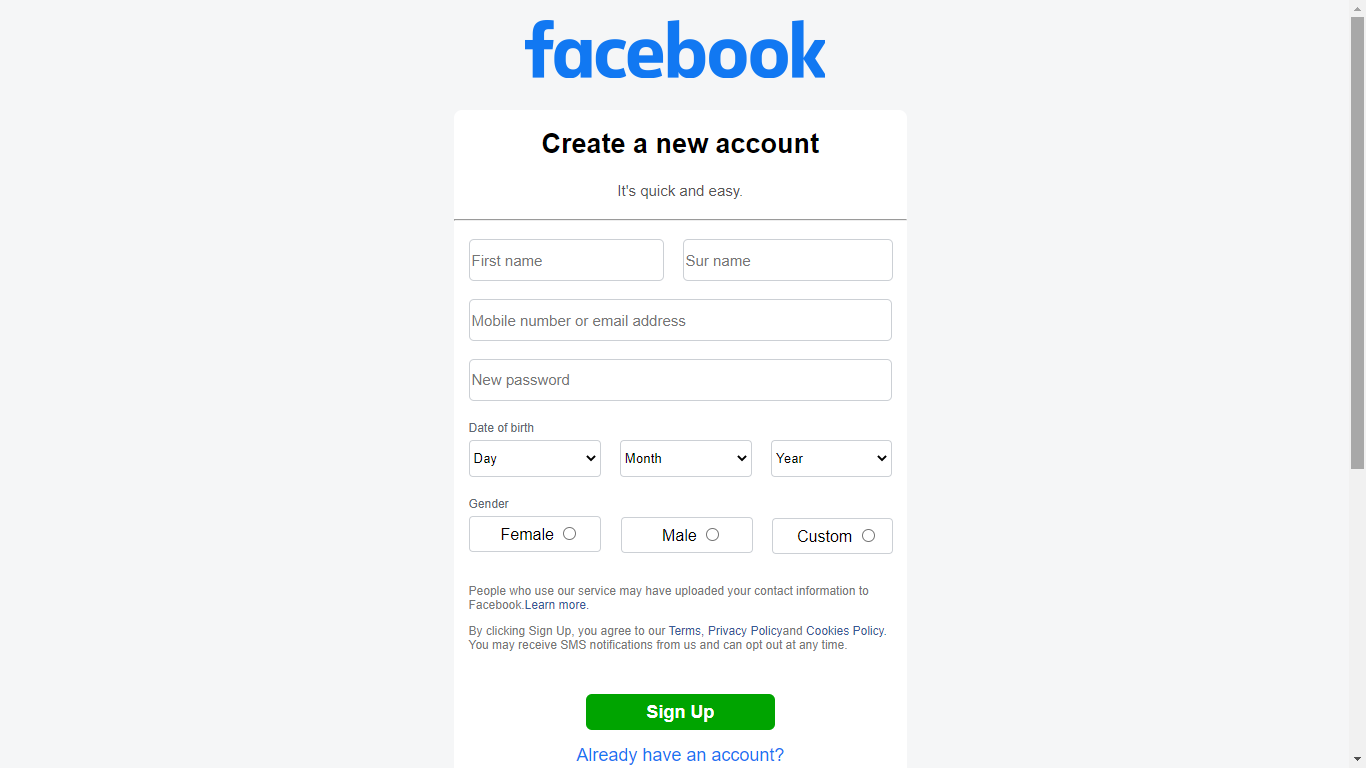 facebook
Create a new account
It's quick and easy.
First name
Sur name
Mobile number or email address
New password
Date of birth
Day
Month
Year
Gender
Female
Male
Custom
People who use our service may have uploaded your contact information to
Facebook.Learn more.
By clicking Sign Up, you agree to our Terms, Privacy Policyand Cookies Policy.
You may receive SMS notifications from us and can opt out at any time.
Sign Up
Already have an account?